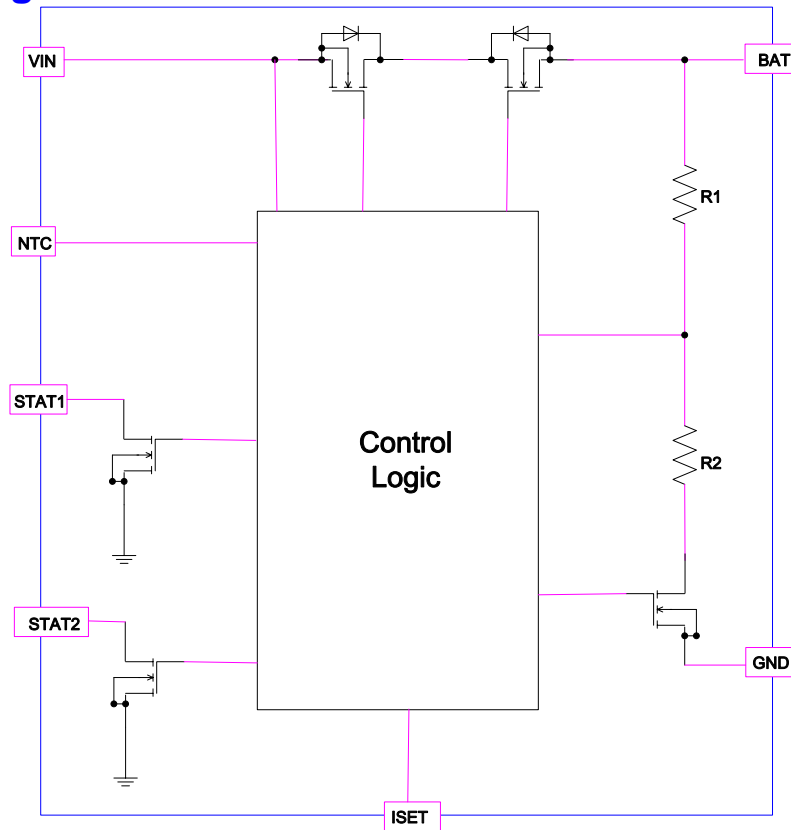 VIN
BAT
R1
NTC
STAT1
Control
Logic
R2
STAT2
GND
ISET